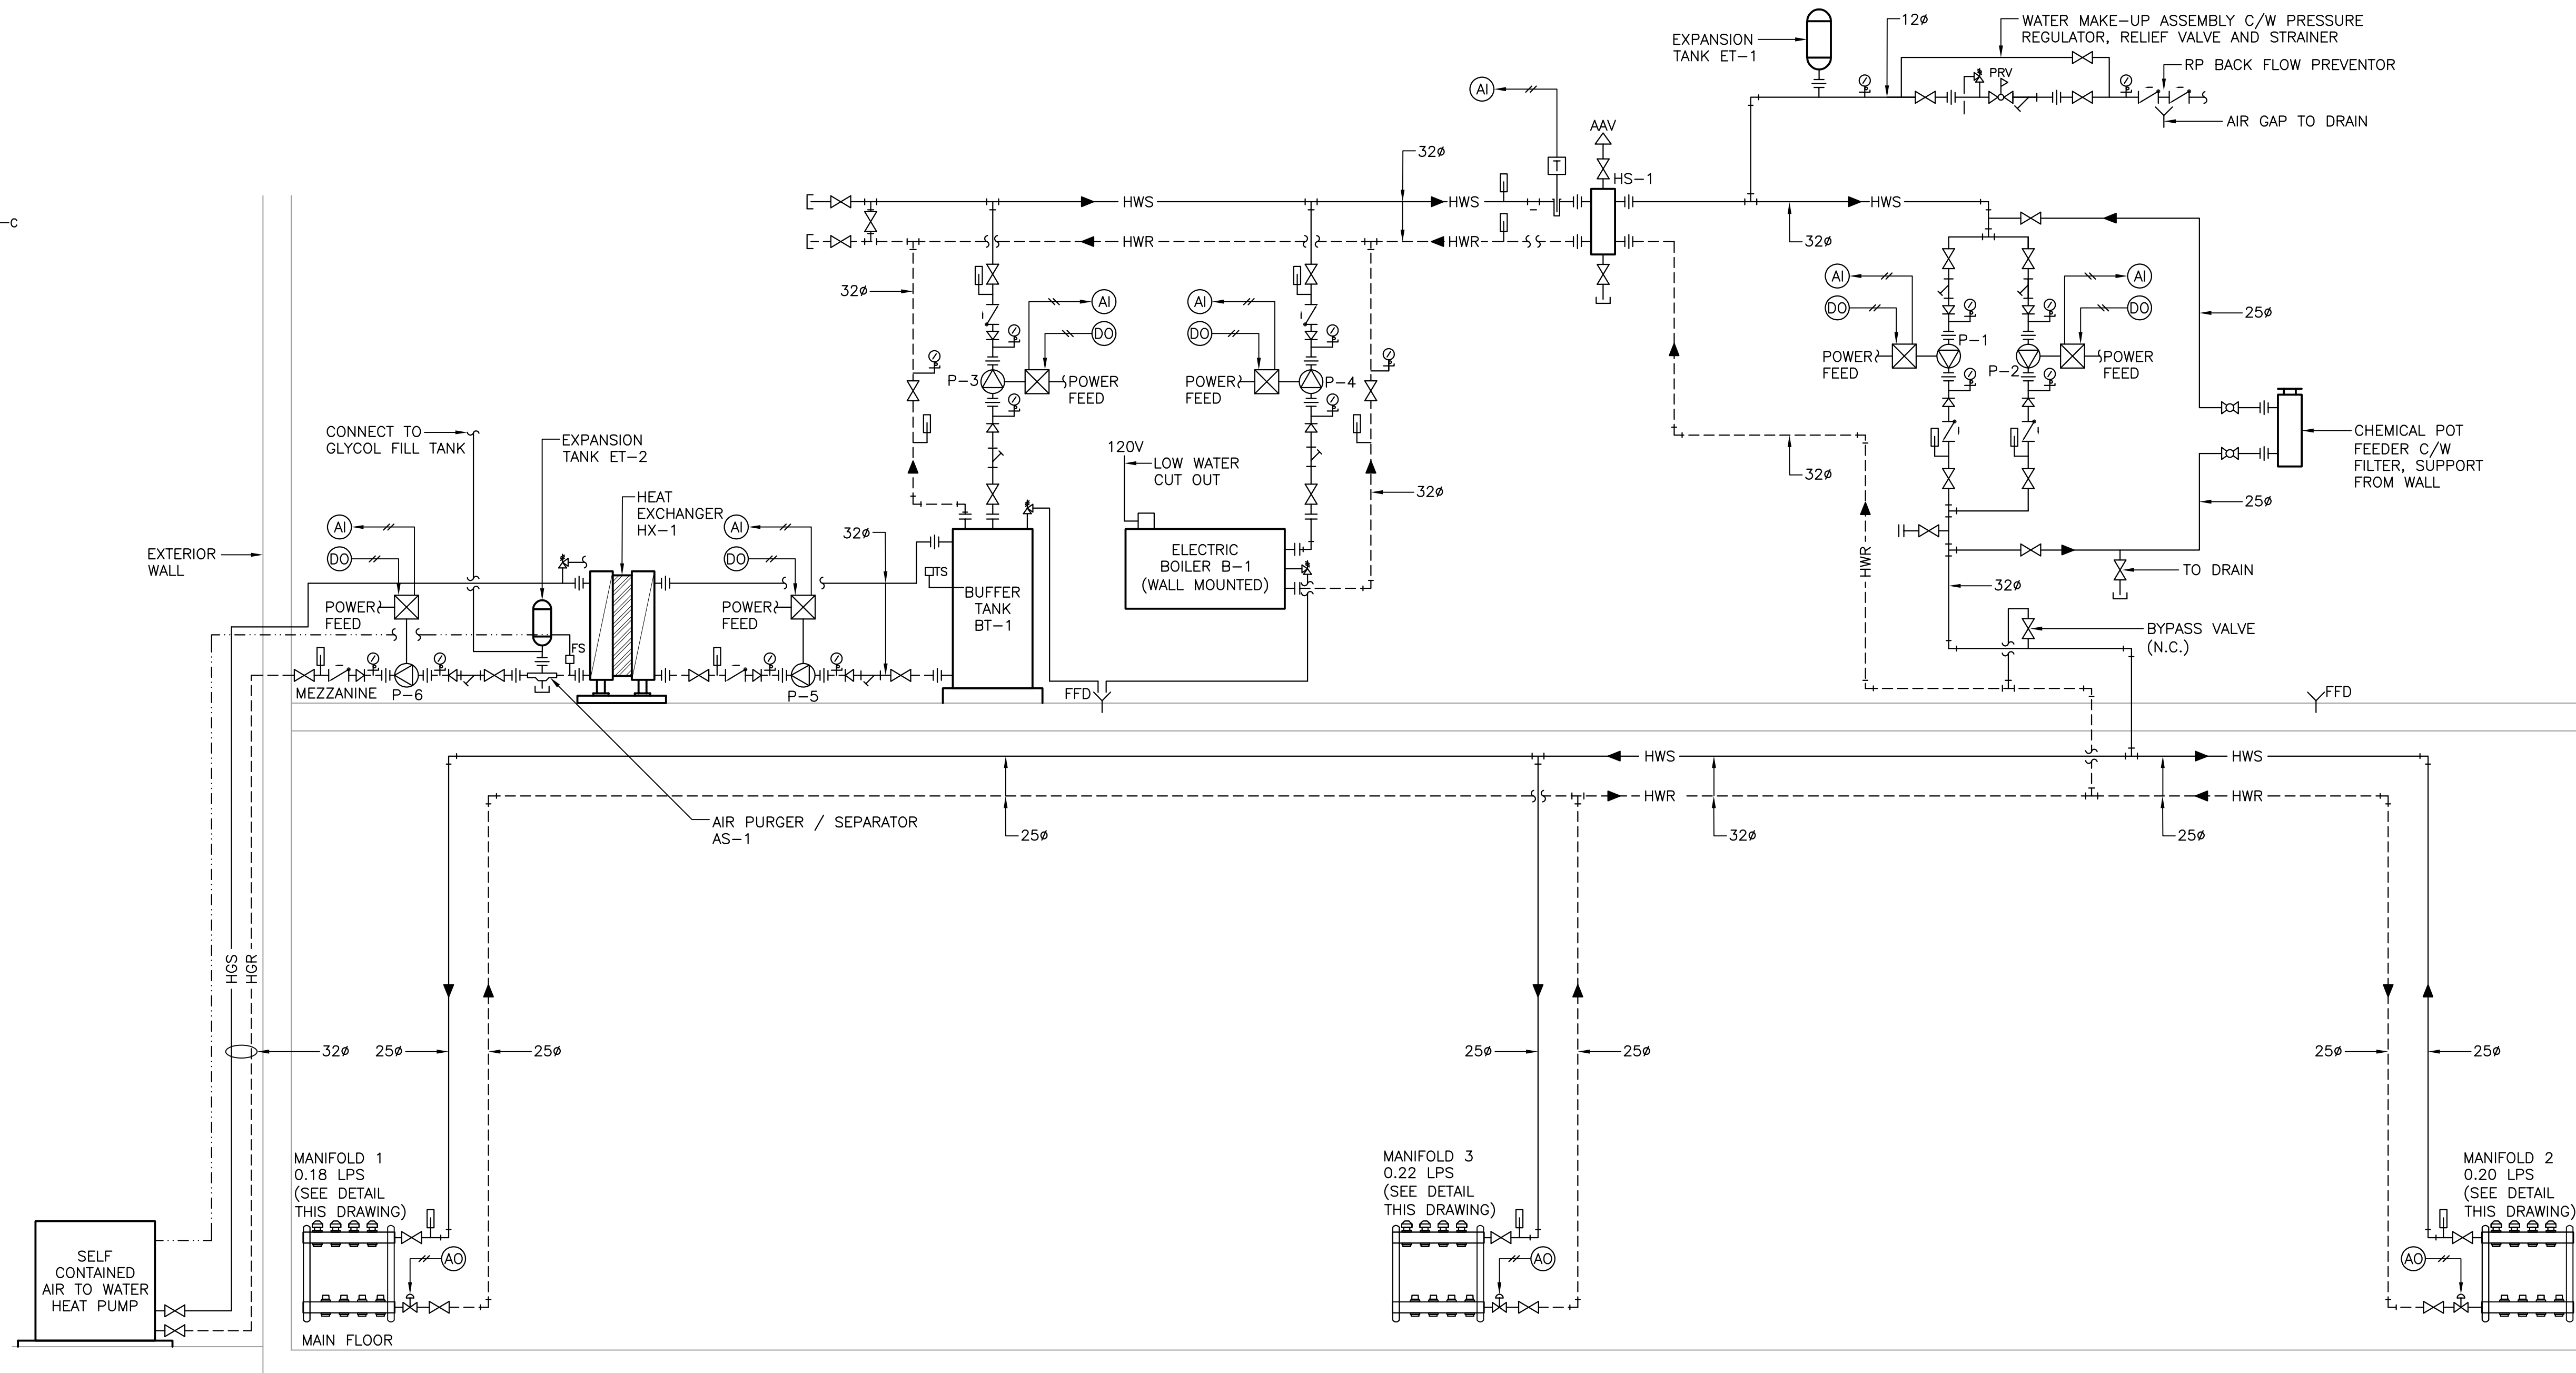 EXPANSION
TANK ET-1
12ø
WATER MAKE-UP ASSEMBLY C/W PRESSURE
REGULATOR, RELIEF VALVE AND STRAINER
PRV
RP BACK FLOW PREVENTOR
AIR GAP TO DRAIN
AI
AAV
32ø
T
HS-1
-C
HWS
HWS
HWS
HWR
HWR
32ø
32ø
AI
DO
AI
DO
AI
DO
AI
DO
25ø
P-3
POWER
FEED
POWER
FEED
P-4
POWER
FEED
P-1
P-2
POWER
FEED
CONNECT TO
GLYCOL FILL TANK
EXPANSION
TANK ET-2
120V
LOW WATER
CUT OUT
32ø
32ø
CHEMICAL POT
FEEDER C/W
FILTER, SUPPORT
FROM WALL
25ø
HEAT
EXCHANGER
HX-1
AI
DO
AI
DO
32ø
EXTERIOR
WALL
TS
BUFFER
TANK
BT-1
ELECTRIC
BOILER B-1
(WALL MOUNTED)
HWR
32ø
TO DRAIN
POWER
FEED
POWER
FEED
FS
BYPASS VALVE
(N.C.)
MEZZANINE
P-6
P-5
FFD
FFD
HWS
HWS
HWR
HWR
AIR PURGER / SEPARATOR
AS-1
25ø
32ø
25ø
HGS
HGR
32ø
25ø
25ø
25ø
25ø
25ø
25ø
MANIFOLD 1
0.18 LPS
(SEE DETAIL
THIS DRAWING)
MANIFOLD 3
0.22 LPS
(SEE DETAIL
THIS DRAWING)
MANIFOLD 2
0.20 LPS
(SEE DETAIL
THIS DRAWING)
AO
AO
AO
SELF
CONTAINED
AIR TO WATER
HEAT PUMP
MAIN FLOOR